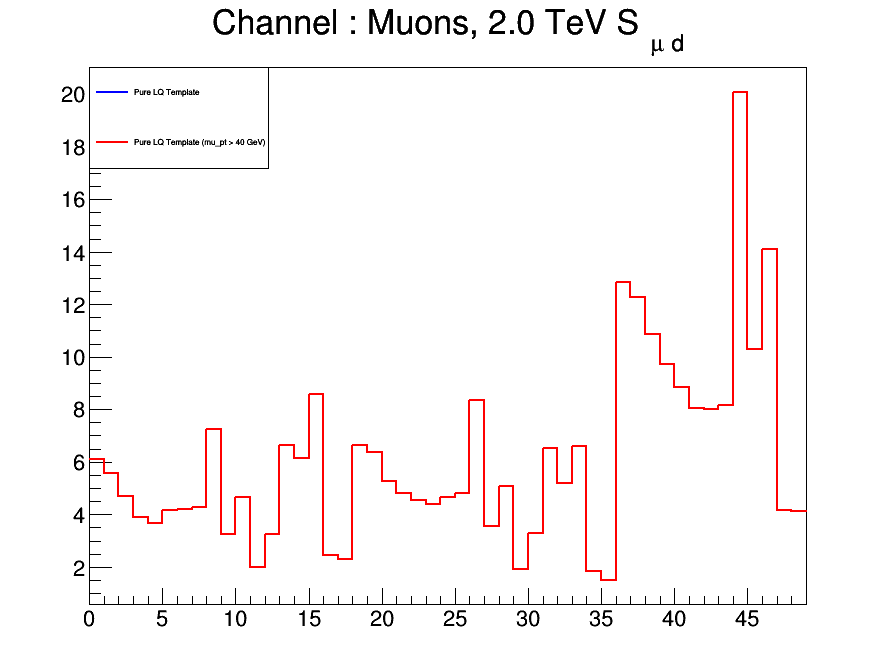 Channel : Muons, 2.0 TeV S μ d
Pure LQ Template
Pure LQ Template (mu_pt > 40 GeV)
20
18
16
14
12
10
8
6
4
2
0 5 10 15 20 25 30 35 40 45